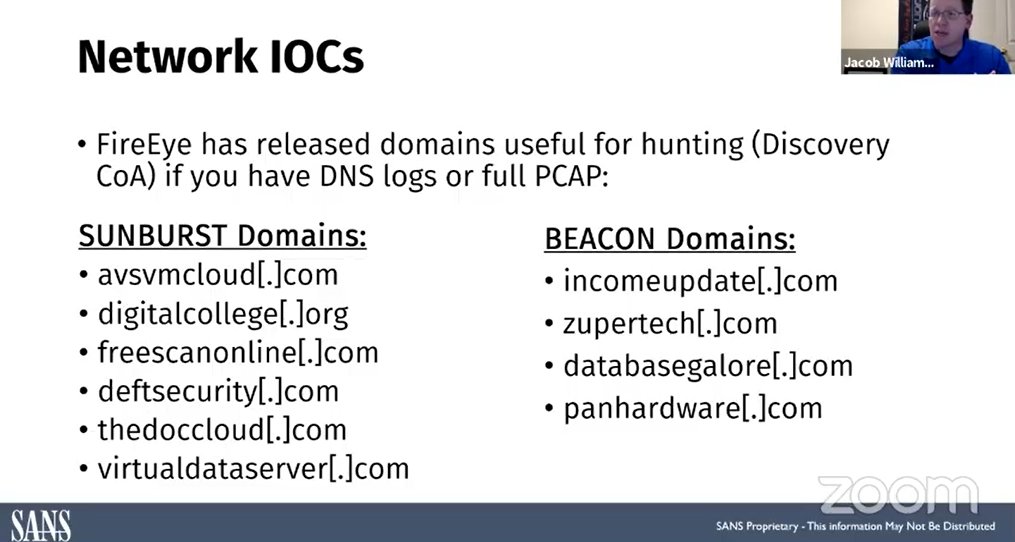 Network IOCs
Jacob William...
• FireEye has released domains useful for hunting (Discovery
CoA) if you have DNS logs or full PCAP:
SUNBURST Domains:
• avsvmcloud[.]com
• digitalcollege[.]org
• freescanonline[.]com
• deftsecurity[.]com
• thedoccloud[.]com
• virtualdataserver[.]com
BEACON Domains:
• incomeupdate[.]com
• zupertech[.]com
• databasegalore[.]com
• panhardware[.]com
zoom
SANS
SANS Proprietary - This information May Not Be Distributed